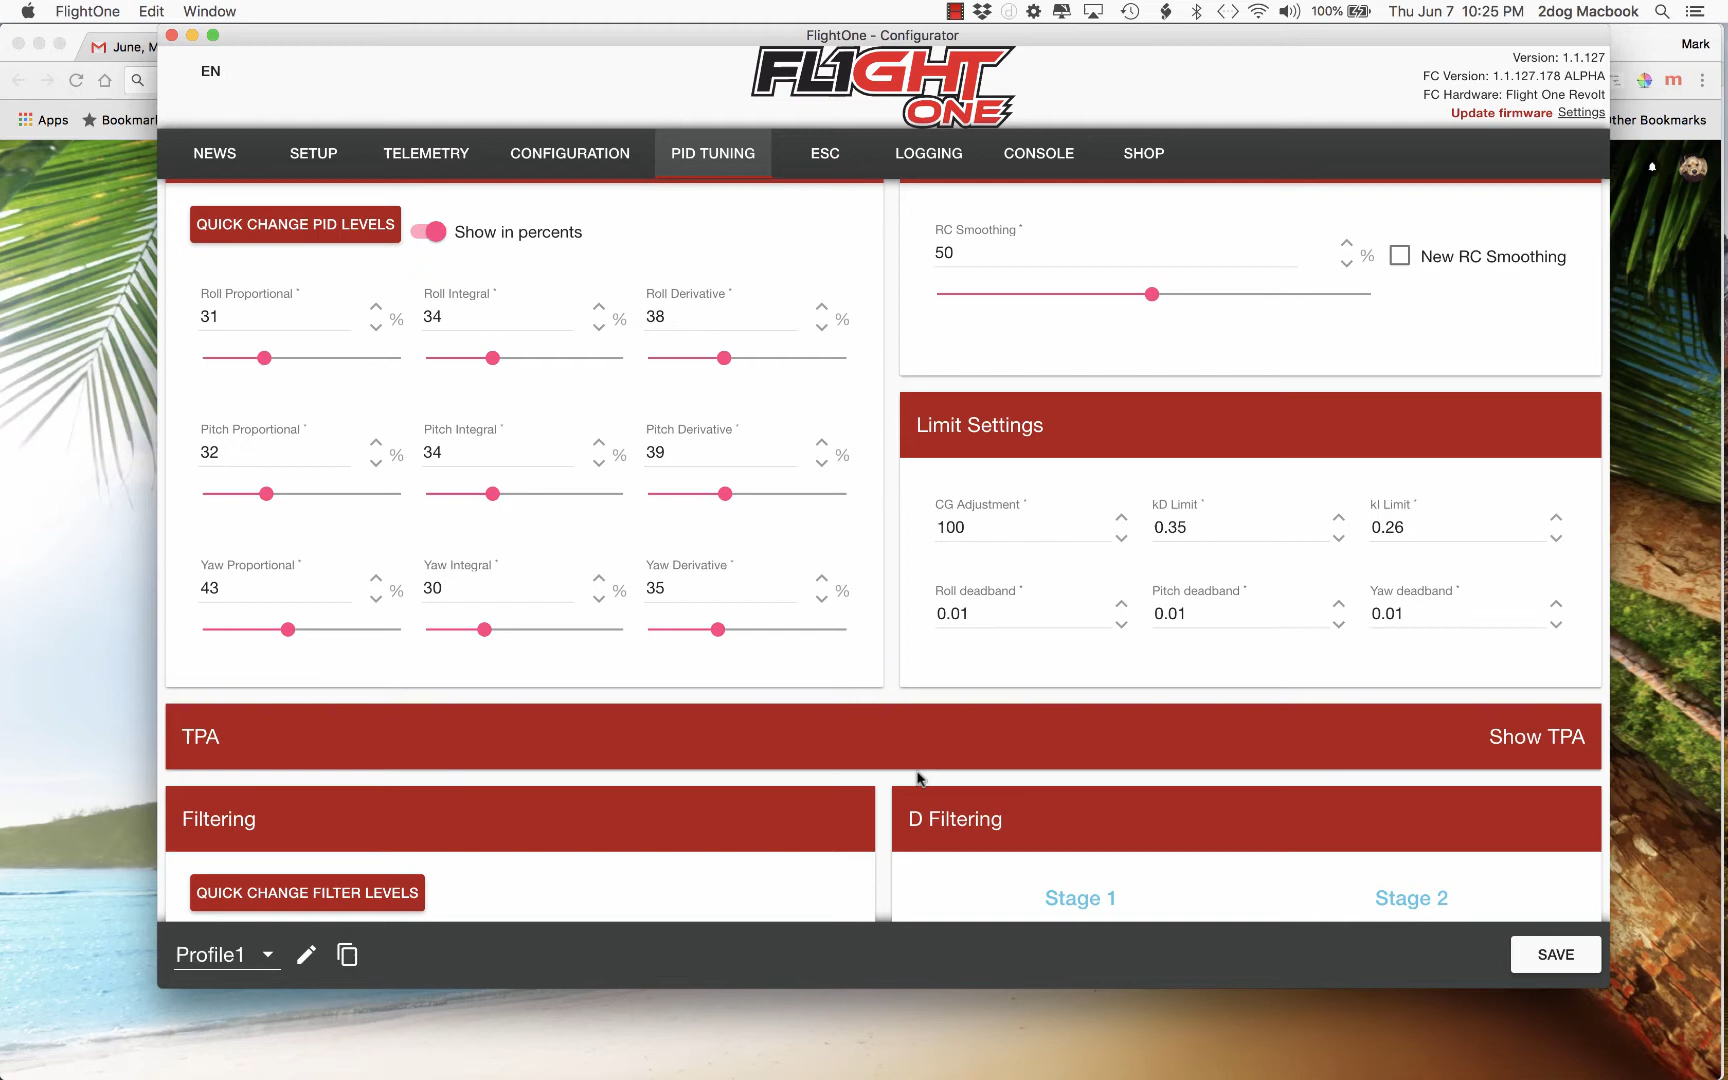 FlightOne Edit Window
100% Thu Jun 7 10:25 PM 2dog Macbook
June, M
FlightOne - Configurator
Mark
EN
FL1GHT
ONE
Version: 1.1.127
FC Version: 1.1.127.178 ALPHA
FC Hardware: Flight One Revolt
Update firmware Settings
Apps Bookmar
ther Bookmarks
NEWS SETUP TELEMETRY CONFIGURATION PID TUNING ESC LOGGING CONSOLE SHOP
QUICK CHANGE PID LEVELS Show in percents
Roll Proportional * Roll Integral * Roll Derivative *
31 % 34 % 38 %
Pitch Proportional * Pitch Integral * Pitch Derivative *
32 % 34 % 39 %
Yaw Proportional * Yaw Integral * Yaw Derivative *
43 % 30 % 35 %
RC Smoothing *
50 % New RC Smoothing
Limit Settings
CG Adjustment * kD Limit * kI Limit *
100 0.35 0.26
Roll deadband * Pitch deadband * Yaw deadband *
0.01 0.01 0.01
TPA Show TPA
Filtering
QUICK CHANGE FILTER LEVELS
D Filtering
Stage 1 Stage 2
Profile1 SAVE